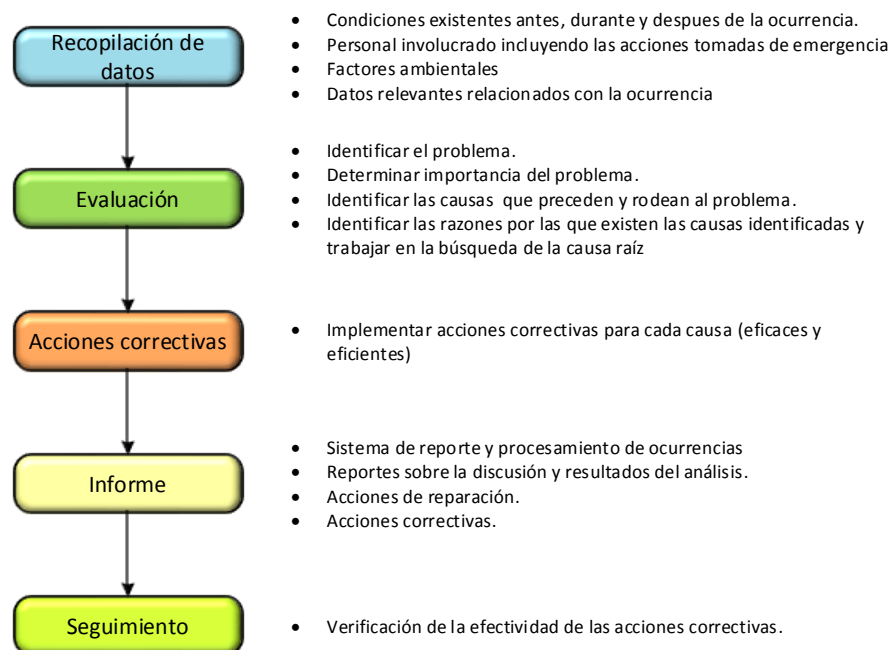 Recopilación de
datos
• Condiciones existentes antes, durante y despues de la ocurrencia.
• Personal involucrado incluyendo las acciones tomadas de emergencia
• Factores ambientales
• Datos relevantes relacionados con la ocurrencia
Evaluación
• Identificar el problema.
• Determinar importancia del problema.
• Identificar las causas que preceden y rodean al problema.
• Identificar las razones por las que existen las causas identificadas y
trabajar en la búsqueda de la causa raíz
Acciones correctivas
• Implementar acciones correctivas para cada causa (eficaces y
eficientes)
Informe
• Sistema de reporte y procesamiento de ocurrencias
• Reportes sobre la discusión y resultados del análisis.
• Acciones de reparación.
• Acciones correctivas.
Seguimiento
• Verificación de la efectividad de las acciones correctivas.